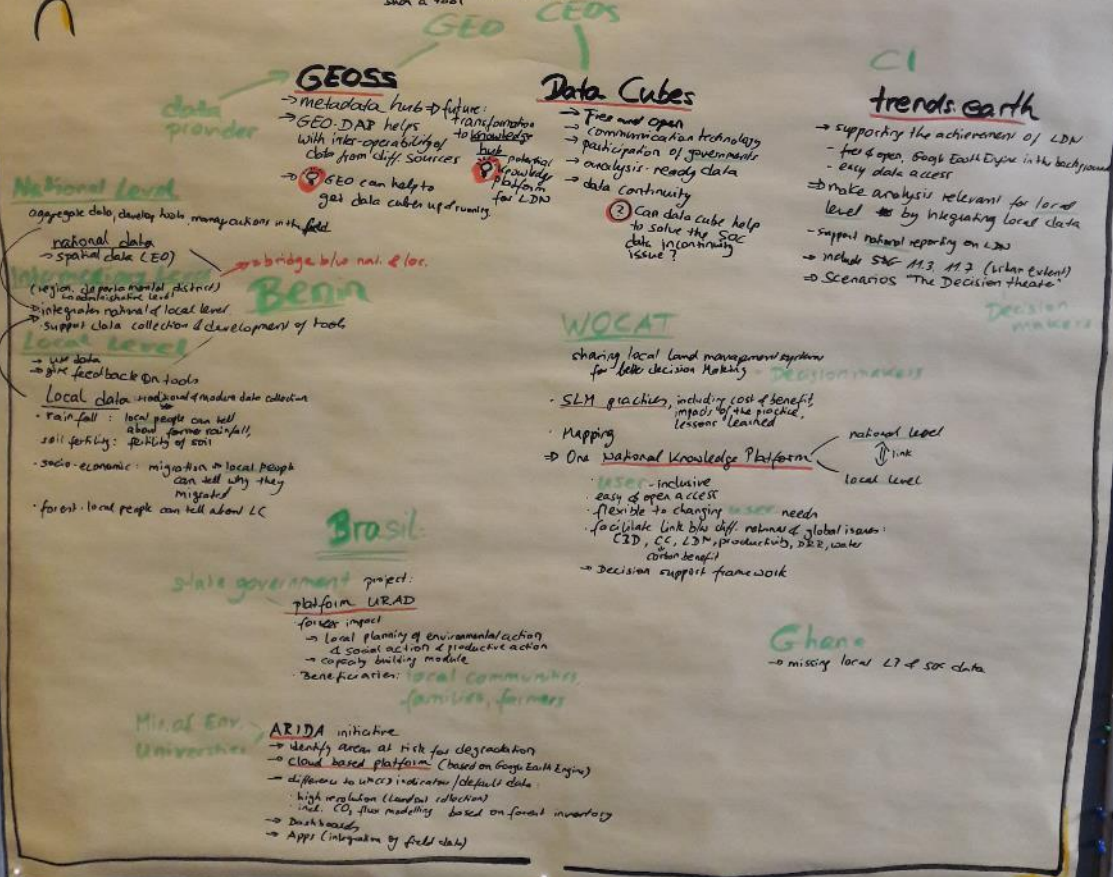 such a tool
GEO
CEOS
data
provider
GEOSS
→ metadata hub ⇒ future:
transformation
to knowledge
hub
→ GEO-DAB helps
with inter-operability of
data from diff. sources
potential
knowledge
platform
for LDN
→ GEO can help to
get data cubes up & running
Data Cubes
→ free and open
→ communication technology
→ participation of governments
→ analysis-ready data
→ data continuity
? Can data cube help
to solve the SOC
data incontinuity
issue?
CI
trends.earth
→ supporting the achievement of LDN
- free & open, Google Earth Engine in the background
- easy data access
⇒ make analysis relevant for local
level by integrating local data
- support national reporting on LDN
→ include SDG 11.3, 11.7 (urban extent)
⇒ Scenarios "The Decision theatre"
Decision
makers
National Level
aggregate data, develop tools, many actions in the field
national data
→ spatial data (EO)
→ bridge b/w nat. & loc.
Intermediary Level
(region, departemental, district)
administrative level
→ integrates national & local level
· support data collection & development of tools
Benin
Local Level
→ use data
→ give feedback on tools
Local data traditional & modern data collection
· rainfall: local people can tell
about former rainfall,
soil fertility: fertility of soil
· socio-economic: migration → local people
can tell why they
migrated
· forest: local people can tell about LC
WOCAT
sharing local land management system
for better decision making - Decision makers
· SLM practices, including cost & benefit,
impacts of the practice,
lessons learned
· Mapping
⇒ One National Knowledge Platform
national level
⇕ link
local level
· user-inclusive
· easy & open access
· flexible to changing user needs
· facilitate link b/w diff. national & global issues:
CBD, CC, LDN, productivity, DRR, water
carbon benefit
→ Decision support framework
Brasil
state government project:
platform URAD
impact
→ local planning of environmental action
& social action & productive action
→ capacity building module
· Beneficiaries: local communities,
families, farmers
Min. of Env.
Universities
ARIDA initiative
→ identify areas at risk for degradation
→ cloud based platform (based on Google Earth Engine)
→ difference to UNCCD indicators/default data:
· high resolution (Landsat collection)
· incl. CO₂ flux modelling based on forest inventory
→ Dashboards
→ Apps (integration of field data)
Ghana
→ missing local LP & SOC data